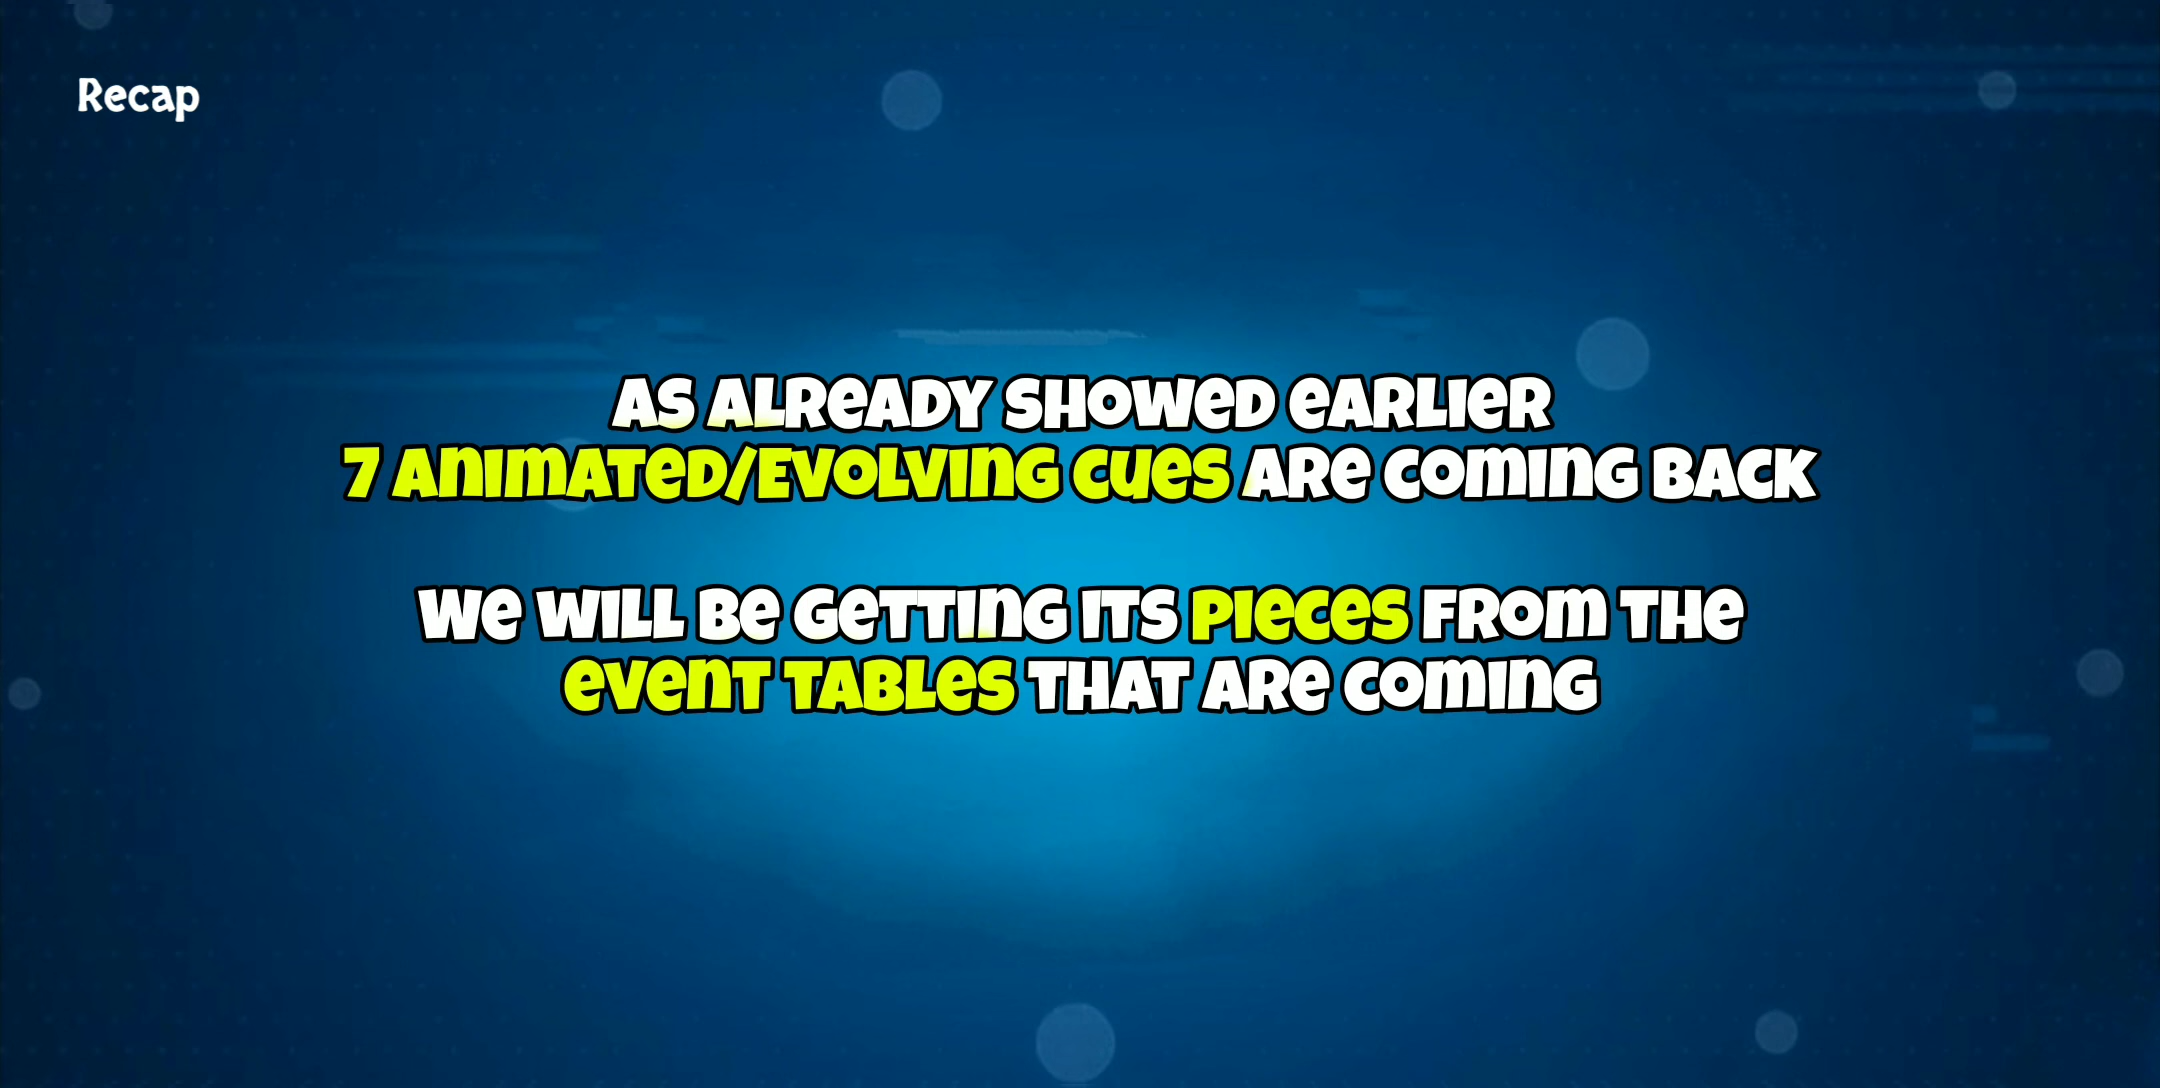 Recap
As already showed earlier
7 Animated/Evolving Cues are coming back
We will be getting its pieces from the
event tables that are coming